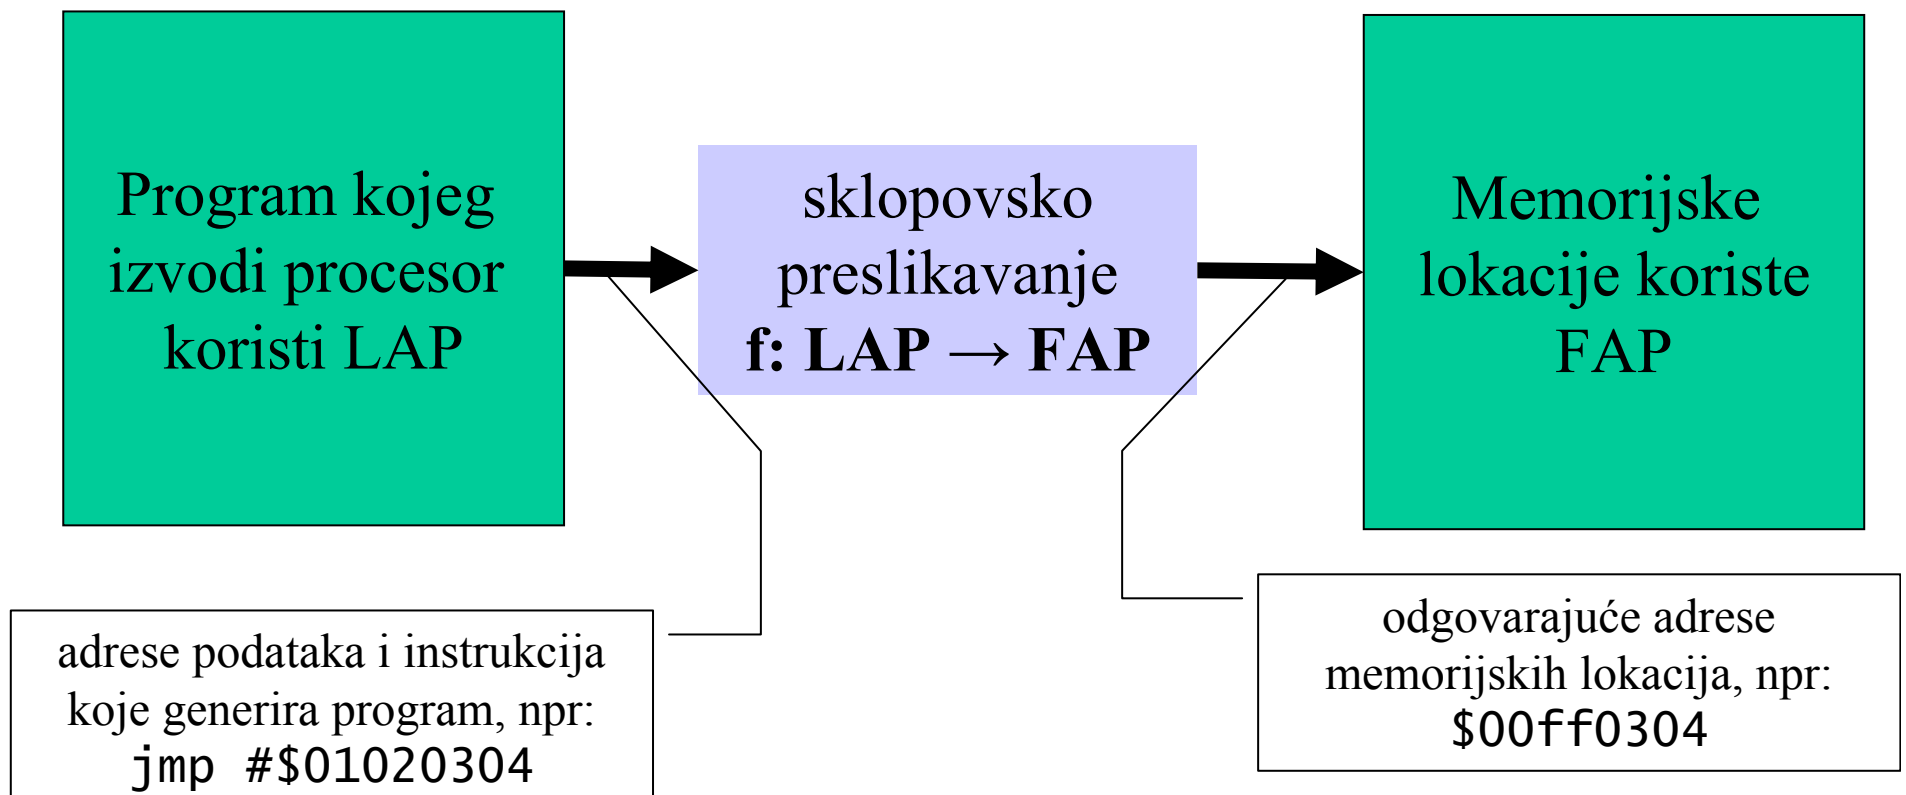 Program kojeg
izvodi procesor
koristi LAP
sklopovsko
preslikavanje
f: LAP → FAP
Memorijske
lokacije koriste
FAP
adrese podataka i instrukcija
koje generira program, npr:
jmp #$01020304
odgovarajuće adrese
memorijskih lokacija, npr:
$00ff0304